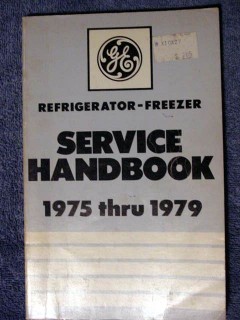 GE
REFRIGERATOR-FREEZER
SERVICE
HANDBOOK
1975 thru 1979